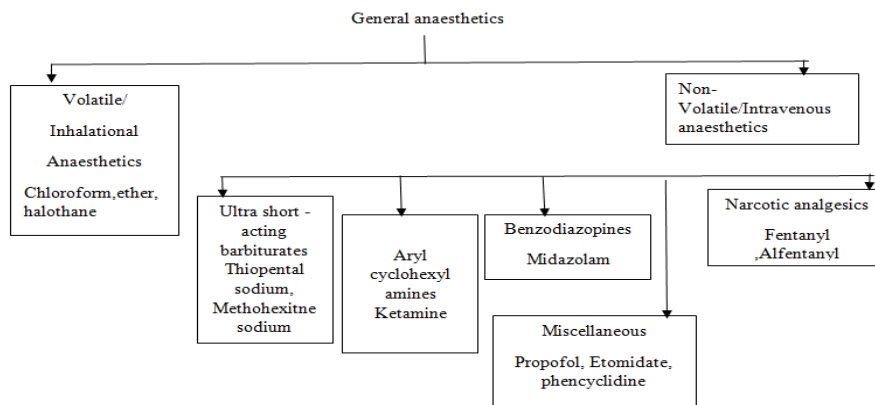 General anaesthetics
Volatile/
Inhalational
Anaesthetics
Chloroform,ether,
halothane
Non-
Volatile/Intravenous
anaesthetics
Ultra short -
acting
barbiturates
Thiopental
sodium,
Methohexitne
sodium
Aryl
cyclohexyl
amines
Ketamine
Benzodiazopines
Midazolam
Miscellaneous
Propofol, Etomidate,
phencyclidine
Narcotic analgesics
Fentanyl
,Alfentanyl